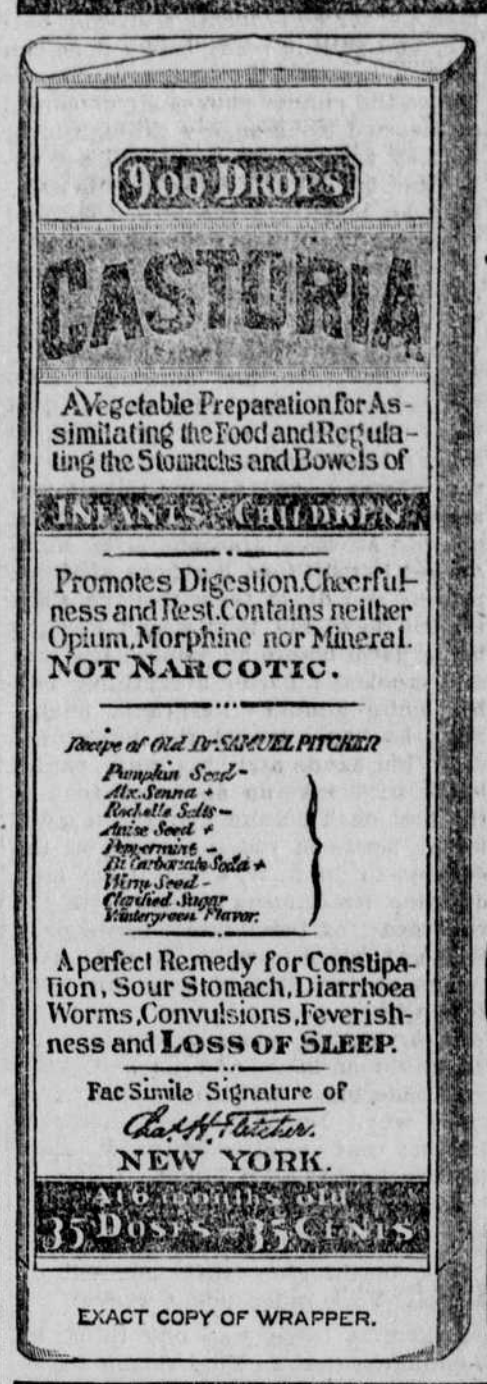 900 DROPS
CASTORIA
A Vegetable Preparation for As-
similating the Food and Regula-
ting the Stomachs and Bowels of
INFANTS CHILDREN
Promotes Digestion.Cheerful-
ness and Rest.Contains neither
Opium,Morphine nor Mineral.
NOT NARCOTIC.
Recipe of Old Dr. SAMUEL PITCHER
Pumpkin Seed-
Alx. Senna +
Rochelle Salts -
Anise Seed +
Peppermint -
Bi Carbonate Soda +
Worm Seed -
Clarified Sugar
Wintergreen Flavor.
A perfect Remedy for Constipa-
tion, Sour Stomach, Diarrhoea
Worms, Convulsions, Feverish-
ness and LOSS OF SLEEP.
Fac Simile Signature of
Chas. H. Fletcher.
NEW YORK.
At 6 months old
35 DOSES - 35 CENTS
EXACT COPY OF WRAPPER.